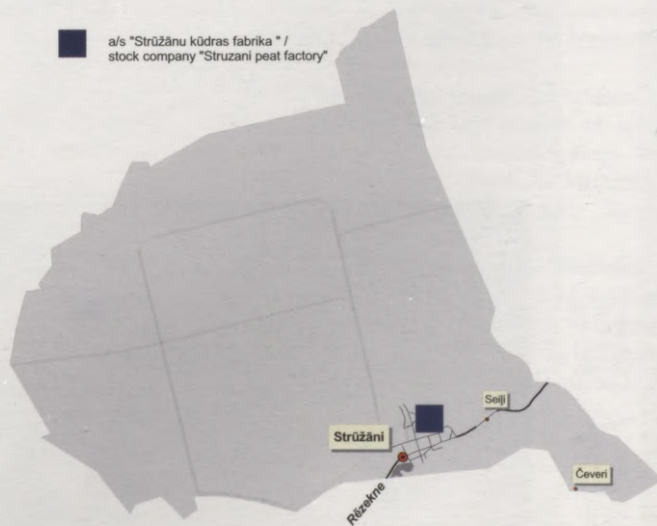 a/s "Strūžānu kūdras fabrika " /
stock company "Struzani peat factory"
Seiļi
Strūžāni
Čeveri
Rēzekne